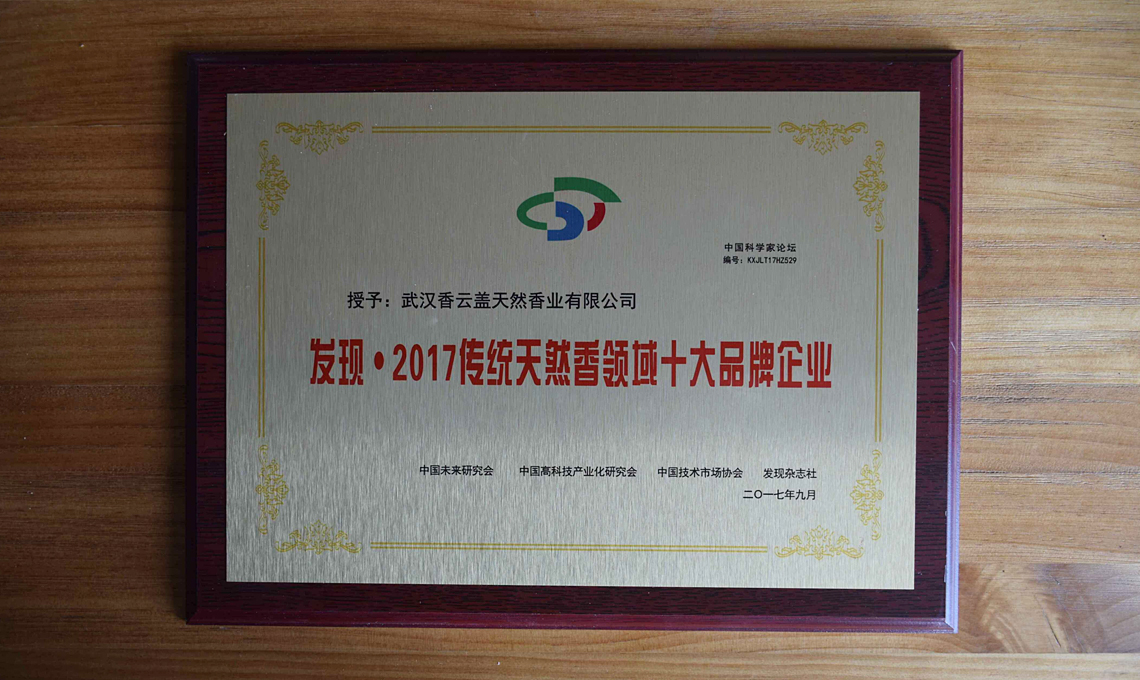 中国科学家论坛
编号：KXJLT17HZ529
授予：武汉香云盖天然香业有限公司
发现·2017传统天然香领域十大品牌企业
中国未来研究会 中国高科技产业化研究会 中国技术市场协会 发现杂志社
二〇一七年九月